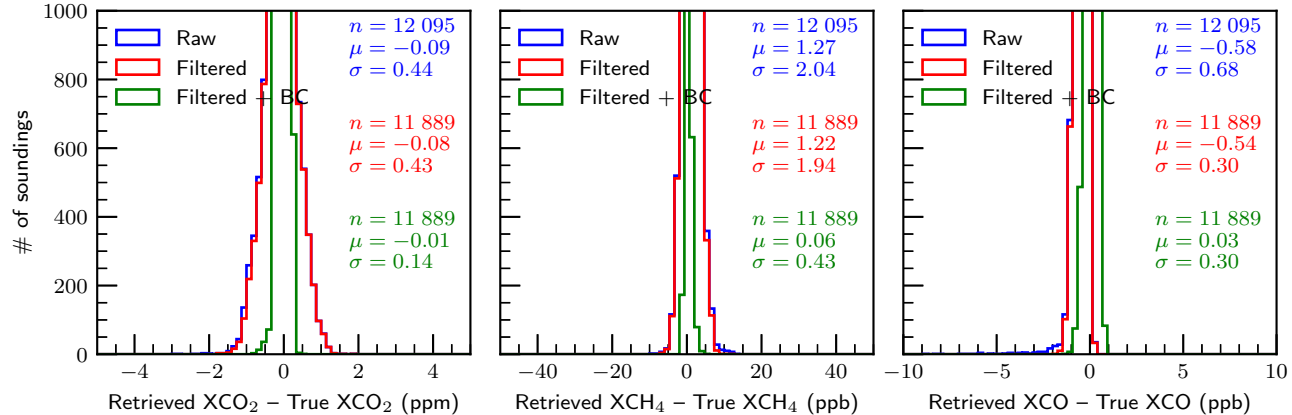 # of soundings
1000
800
600
400
200
0
Raw
Filtered
Filtered + BC
n = 12 095
μ = −0.09
σ = 0.44
n = 11 889
μ = −0.08
σ = 0.43
n = 11 889
μ = −0.01
σ = 0.14
−4 −2 0 2 4
Retrieved XCO₂ – True XCO₂ (ppm)
Raw
Filtered
Filtered + BC
n = 12 095
μ = 1.27
σ = 2.04
n = 11 889
μ = 1.22
σ = 1.94
n = 11 889
μ = 0.06
σ = 0.43
−40 −20 0 20 40
Retrieved XCH₄ – True XCH₄ (ppb)
Raw
Filtered
Filtered + BC
n = 12 095
μ = −0.58
σ = 0.68
n = 11 889
μ = −0.54
σ = 0.30
n = 11 889
μ = 0.03
σ = 0.30
−10 −5 0 5 10
Retrieved XCO – True XCO (ppb)